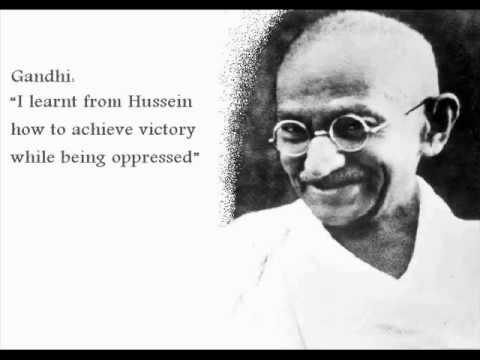 Gandhi:
"I learnt from Hussein
how to achieve victory
while being oppressed"